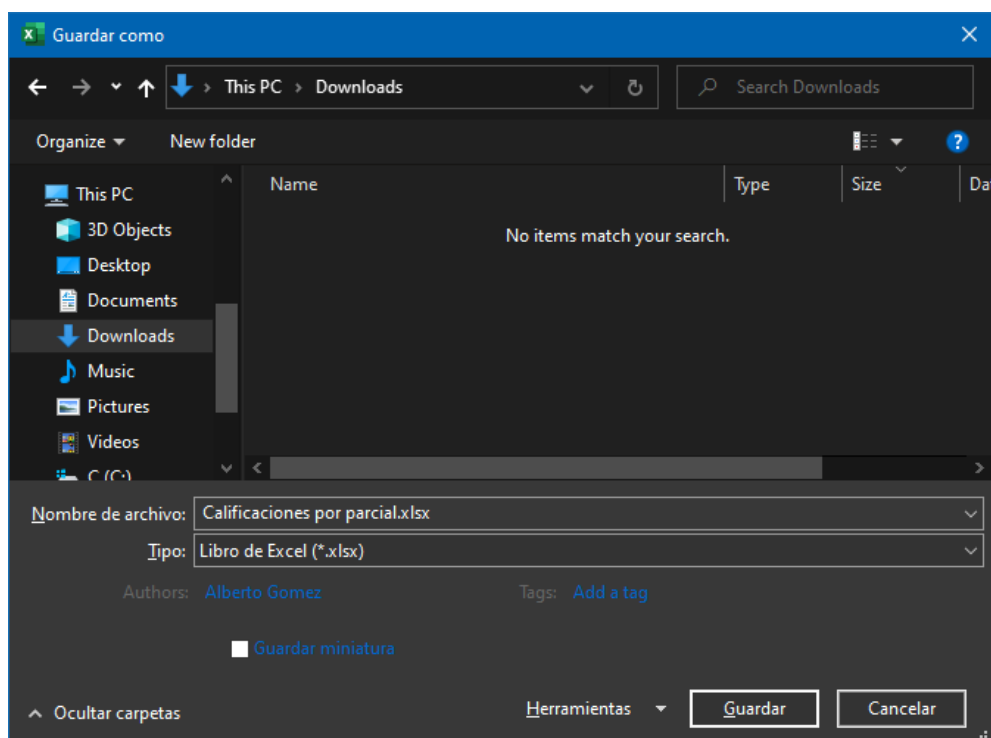 Guardar como
This PC > Downloads
Search Downloads
Organize
New folder
This PC
3D Objects
Desktop
Documents
Downloads
Music
Pictures
Videos
C (C:)
Name
Type
Size
Da
No items match your search.
Nombre de archivo: Calificaciones por parcial.xlsx
Tipo: Libro de Excel (*.xlsx)
Authors: Alberto Gomez
Tags: Add a tag
Guardar miniatura
Ocultar carpetas
Herramientas
Guardar
Cancelar